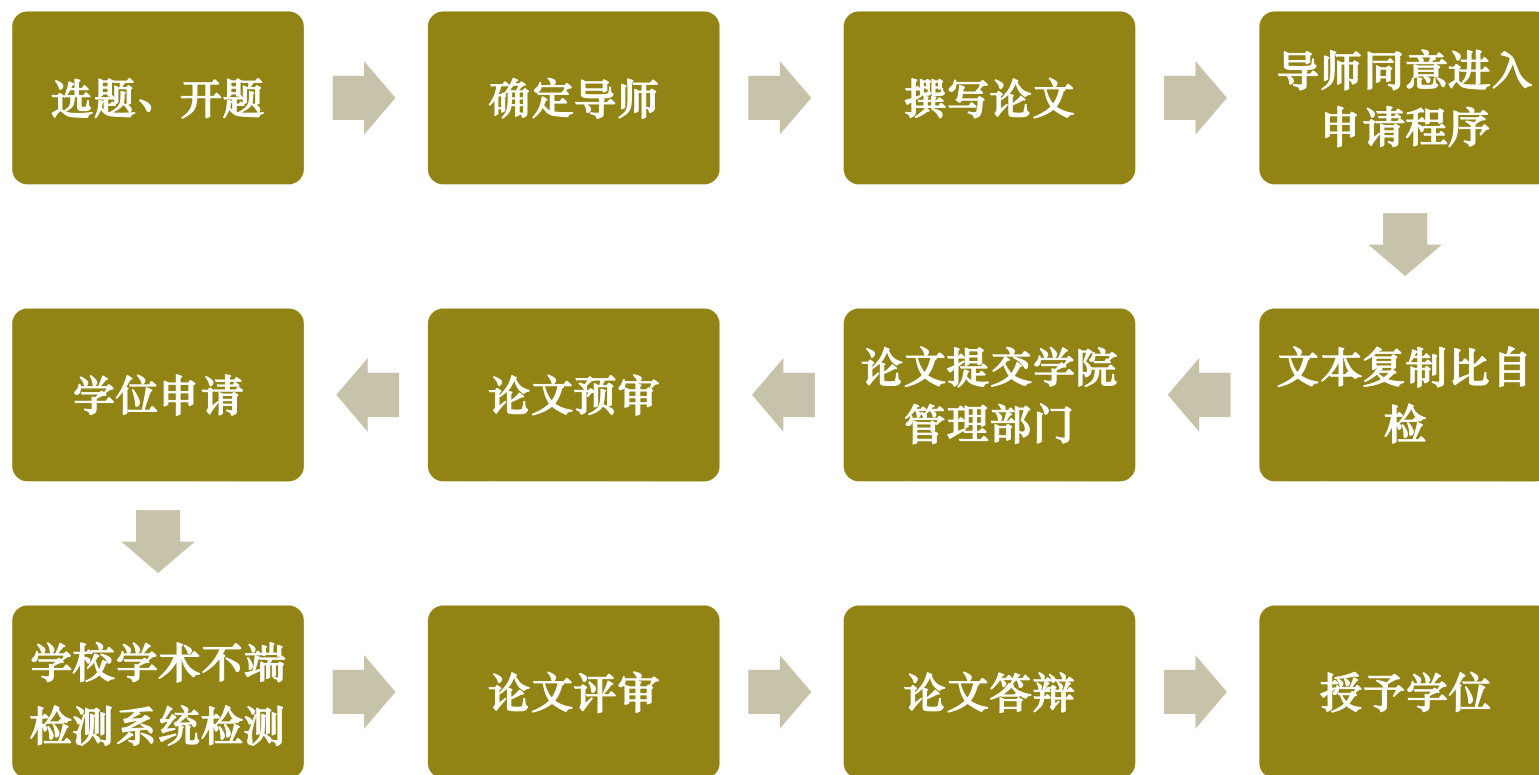 选题、开题
确定导师
撰写论文
导师同意进入
申请程序
文本复制比自
检
论文提交学院
管理部门
论文预审
学位申请
学校学术不端
检测系统检测
论文评审
论文答辩
授予学位